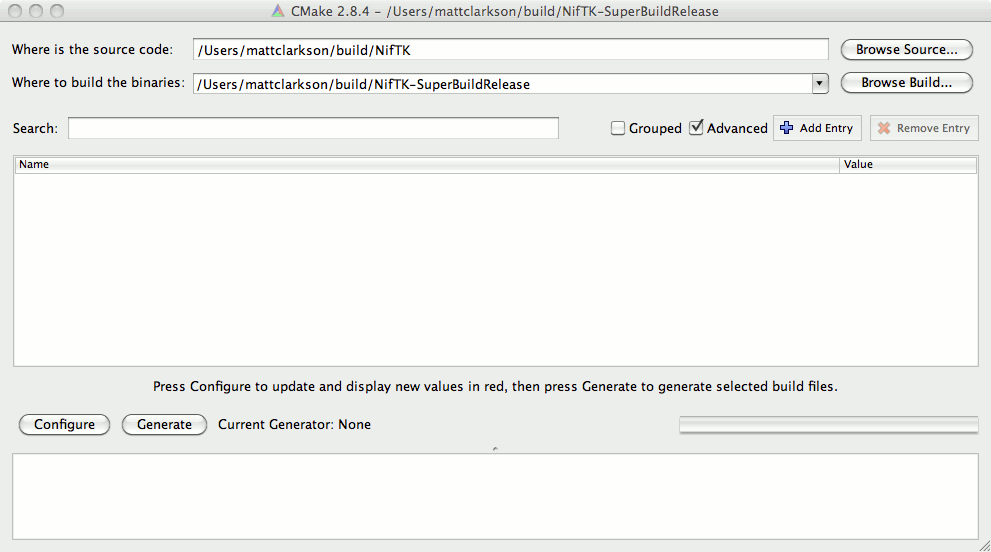 CMake 2.8.4 - /Users/mattclarkson/build/NifTK-SuperBuildRelease
Where is the source code: /Users/mattclarkson/build/NifTK Browse Source...
Where to build the binaries: /Users/mattclarkson/build/NifTK-SuperBuildRelease Browse Build...
Search: Grouped Advanced Add Entry Remove Entry
Name Value
Press Configure to update and display new values in red, then press Generate to generate selected build files.
Configure Generate Current Generator: None